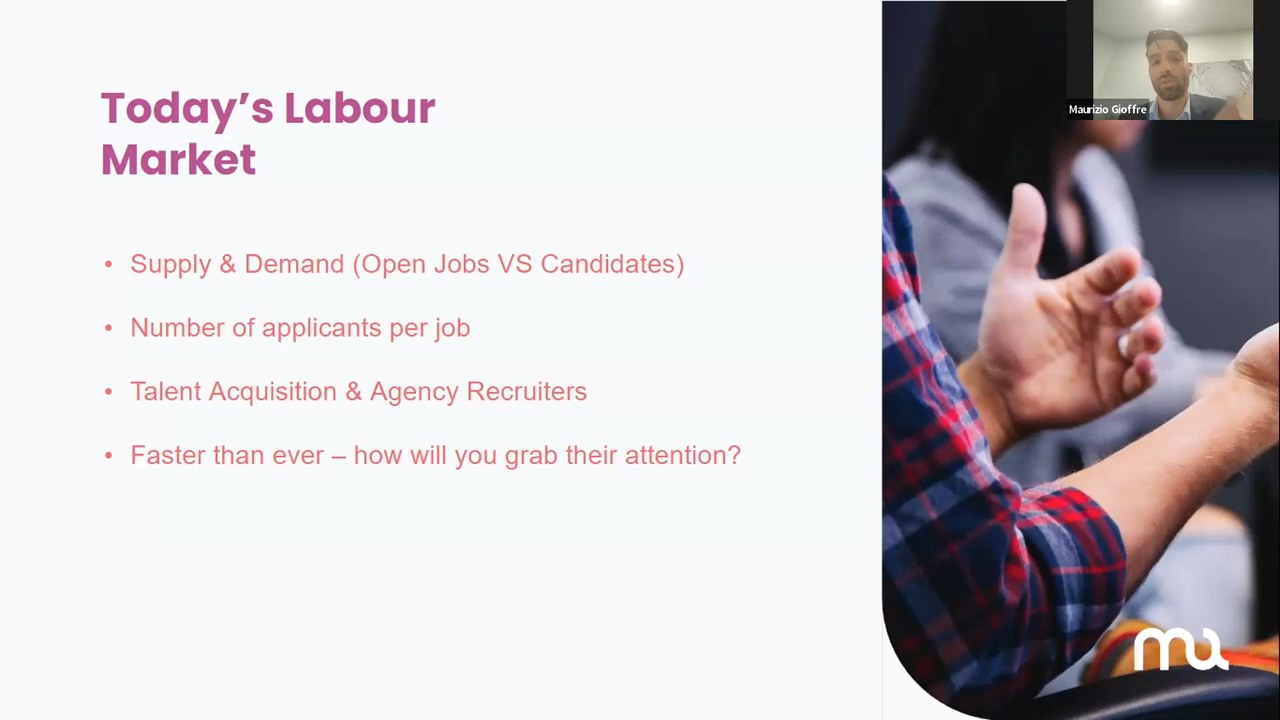 Today’s Labour
Market
• Supply & Demand (Open Jobs VS Candidates)
• Number of applicants per job
• Talent Acquisition & Agency Recruiters
• Faster than ever – how will you grab their attention?
Maurizio Gioffre
ma